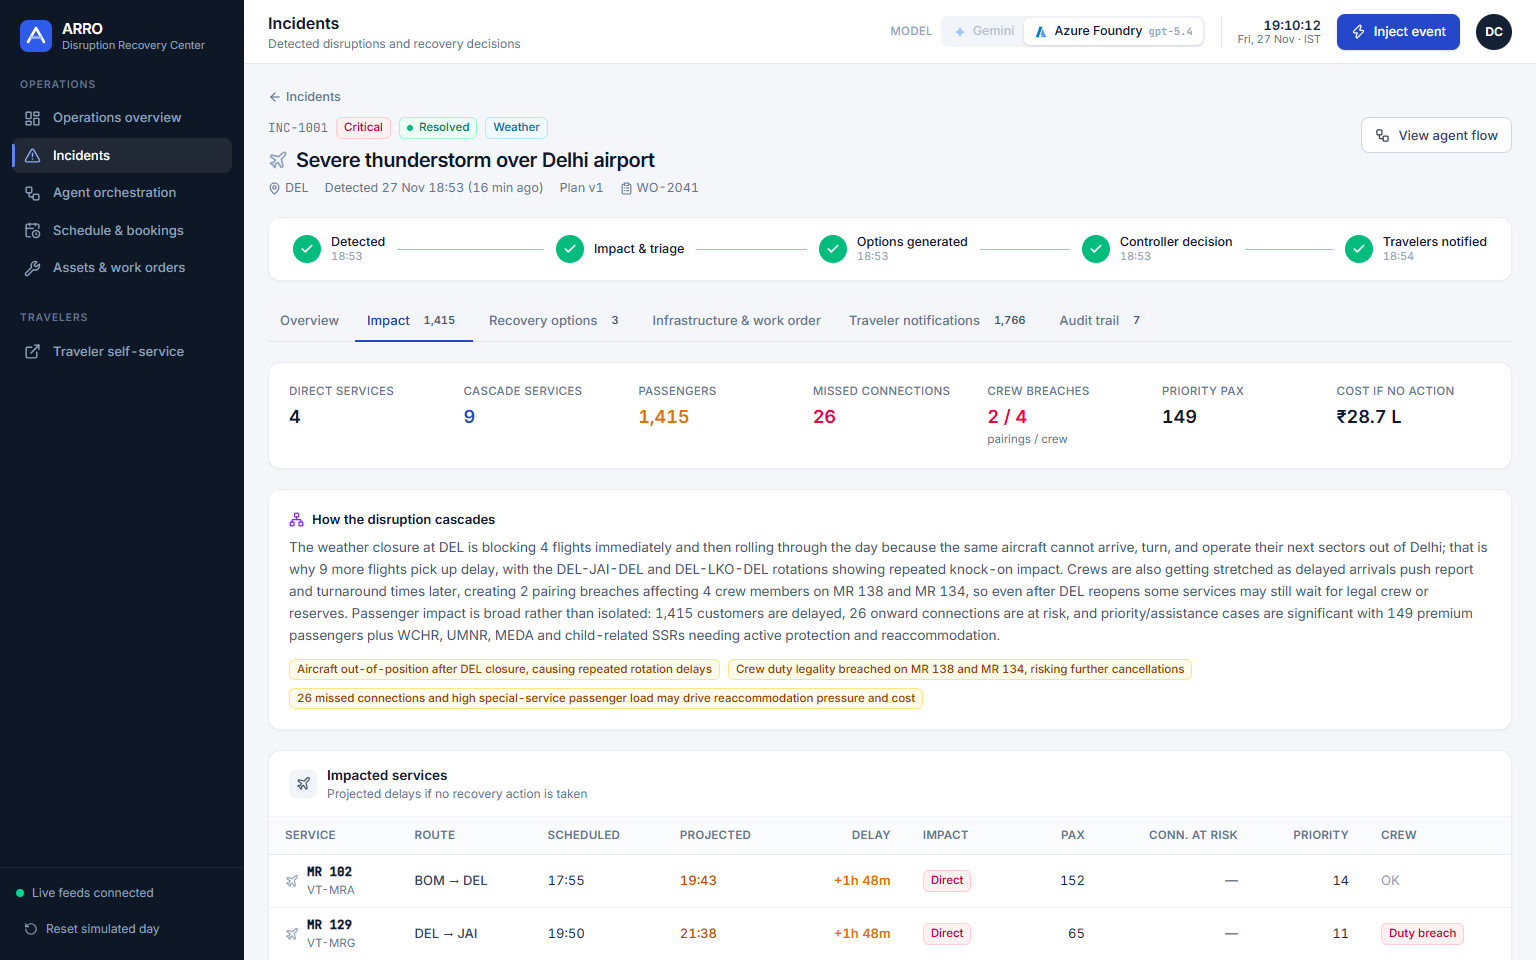 ARRO
Disruption Recovery Center
OPERATIONS
Operations overview
Incidents
Agent orchestration
Schedule & bookings
Assets & work orders
TRAVELERS
Traveler self-service
Live feeds connected
Reset simulated day
Incidents
Detected disruptions and recovery decisions
MODEL
Gemini
Azure Foundry gpt-5.4
19:10:12
Fri, 27 Nov · IST
Inject event
DC
← Incidents
INC-1001 Critical Resolved Weather
Severe thunderstorm over Delhi airport
DEL Detected 27 Nov 18:53 (16 min ago) Plan v1 WO-2041
View agent flow
Detected
18:53
Impact & triage
Options generated
18:53
Controller decision
18:53
Travelers notified
18:54
Overview Impact 1,415 Recovery options 3 Infrastructure & work order Traveler notifications 1,766 Audit trail 7
DIRECT SERVICES CASCADE SERVICES PASSENGERS MISSED CONNECTIONS CREW BREACHES PRIORITY PAX COST IF NO ACTION
4 9 1,415 26 2 / 4 149 ₹28.7 L
pairings / crew
How the disruption cascades
The weather closure at DEL is blocking 4 flights immediately and then rolling through the day because the same aircraft cannot arrive, turn, and operate their next sectors out of Delhi; that is
why 9 more flights pick up delay, with the DEL-JAI-DEL and DEL-LKO-DEL rotations showing repeated knock-on impact. Crews are also getting stretched as delayed arrivals push report
and turnaround times later, creating 2 pairing breaches affecting 4 crew members on MR 138 and MR 134, so even after DEL reopens some services may still wait for legal crew or
reserves. Passenger impact is broad rather than isolated: 1,415 customers are delayed, 26 onward connections are at risk, and priority/assistance cases are significant with 149 premium
passengers plus WCHR, UMNR, MEDA and child-related SSRs needing active protection and reaccommodation.
Aircraft out-of-position after DEL closure, causing repeated rotation delays
Crew duty legality breached on MR 138 and MR 134, risking further cancellations
26 missed connections and high special-service passenger load may drive reaccommodation pressure and cost
Impacted services
Projected delays if no recovery action is taken
SERVICE ROUTE SCHEDULED PROJECTED DELAY IMPACT PAX CONN. AT RISK PRIORITY CREW
MR 102
VT-MRA
BOM → DEL 17:55 19:43 +1h 48m Direct 152 — 14 OK
MR 129
VT-MRG
DEL → JAI 19:50 21:38 +1h 48m Direct 65 — 11 Duty breach